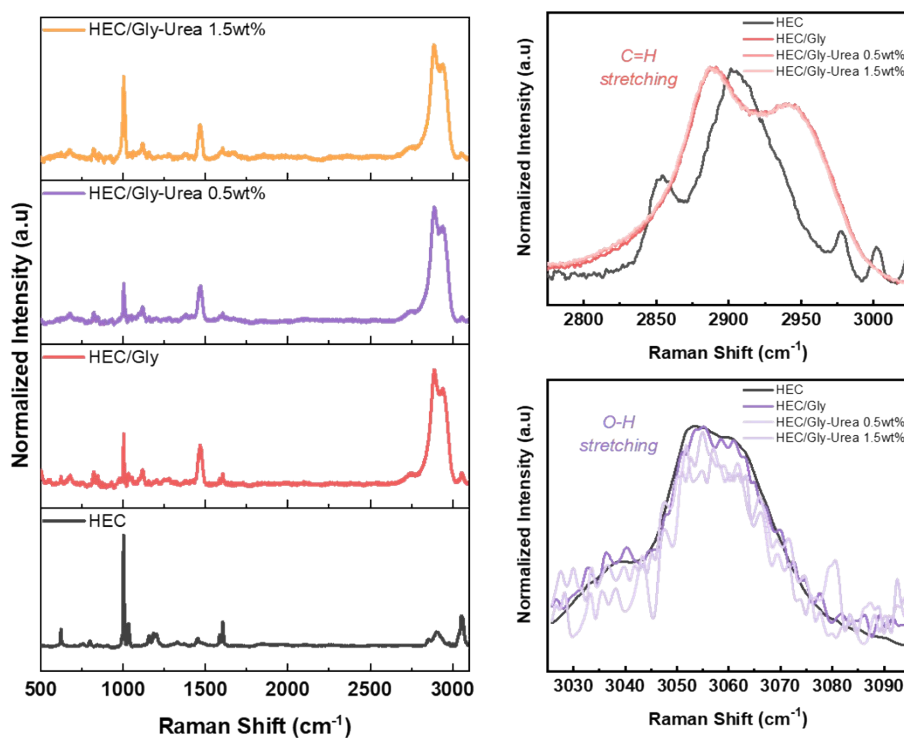 HEC/Gly-Urea 1.5wt%
HEC/Gly-Urea 0.5wt%
HEC/Gly
HEC
Normalized Intensity (a.u)
500 1000 1500 2000 2500 3000
Raman Shift (cm⁻¹)
C=H
stretching
HEC
HEC/Gly
HEC/Gly-Urea 0.5wt%
HEC/Gly-Urea 1.5wt%
Normalized Intensity (a.u)
2800 2850 2900 2950 3000
Raman Shift (cm⁻¹)
O-H
stretching
HEC
HEC/Gly
HEC/Gly-Urea 0.5wt%
HEC/Gly-Urea 1.5wt%
Normalized Intensity (a.u)
3030 3040 3050 3060 3070 3080 3090
Raman Shift (cm⁻¹)